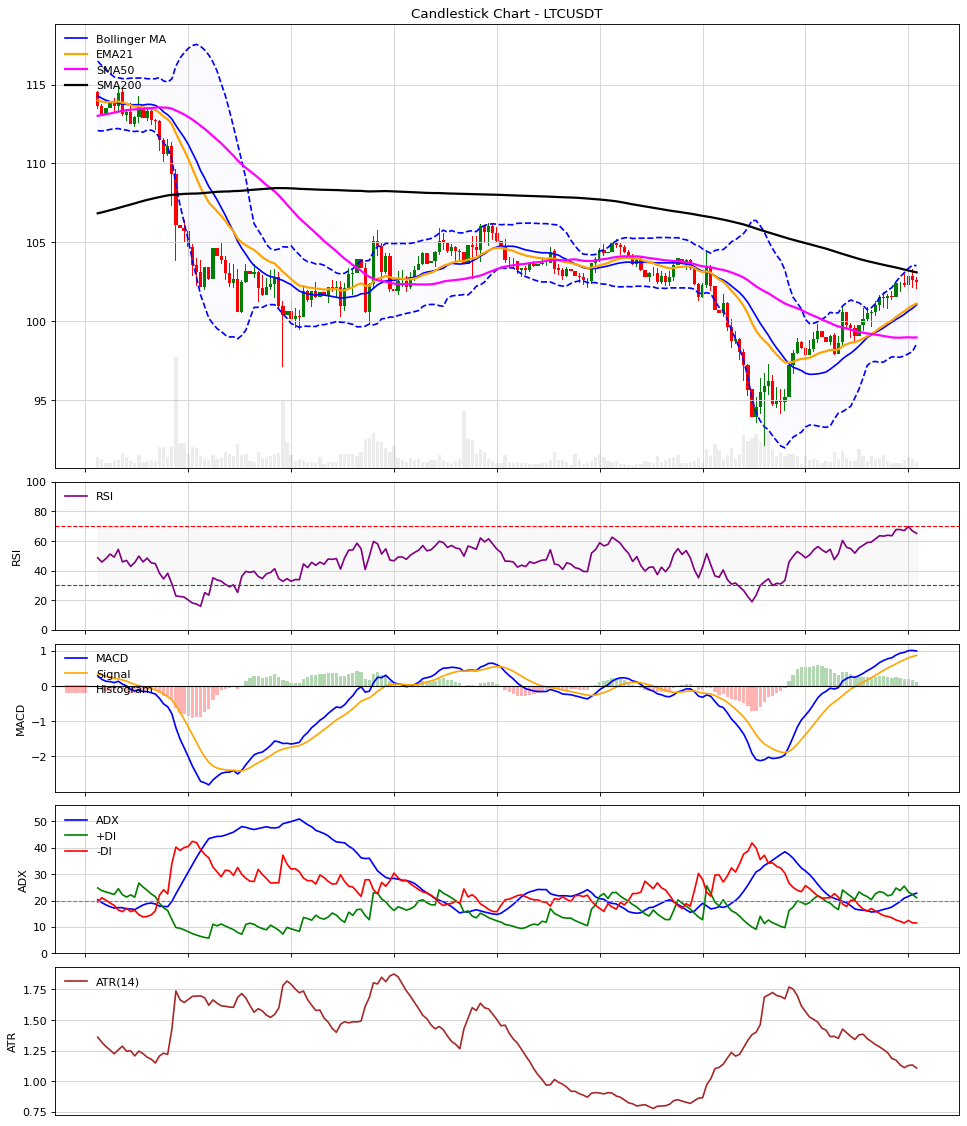 Candlestick Chart - LTCUSDT
Bollinger MA
EMA21
SMA50
SMA200
115
110
105
100
95
RSI
100
80
60
40
20
0
RSI
MACD
Signal
Histogram
1
0
−1
−2
MACD
ADX
+DI
-DI
50
40
30
20
10
0
ADX
ATR(14)
1.75
1.50
1.25
1.00
0.75
ATR